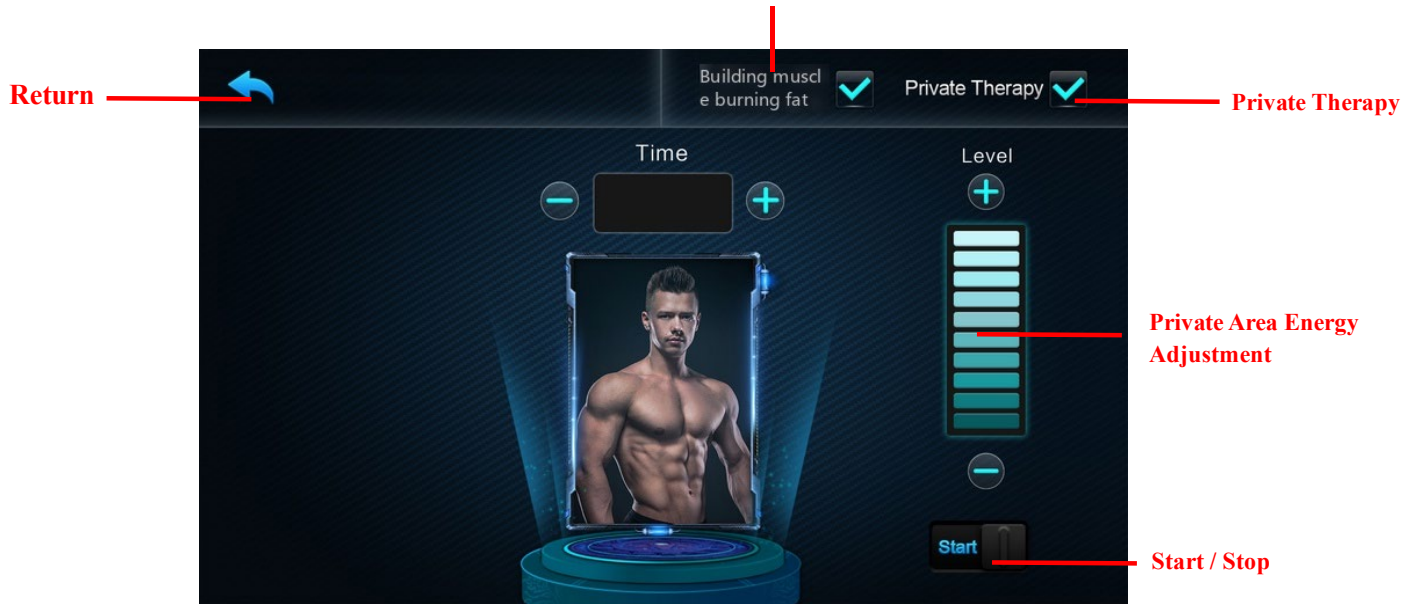 Return
Building muscl
e burning fat
Private Therapy
Private Therapy
Time
Level
Private Area Energy
Adjustment
Start
Start / Stop